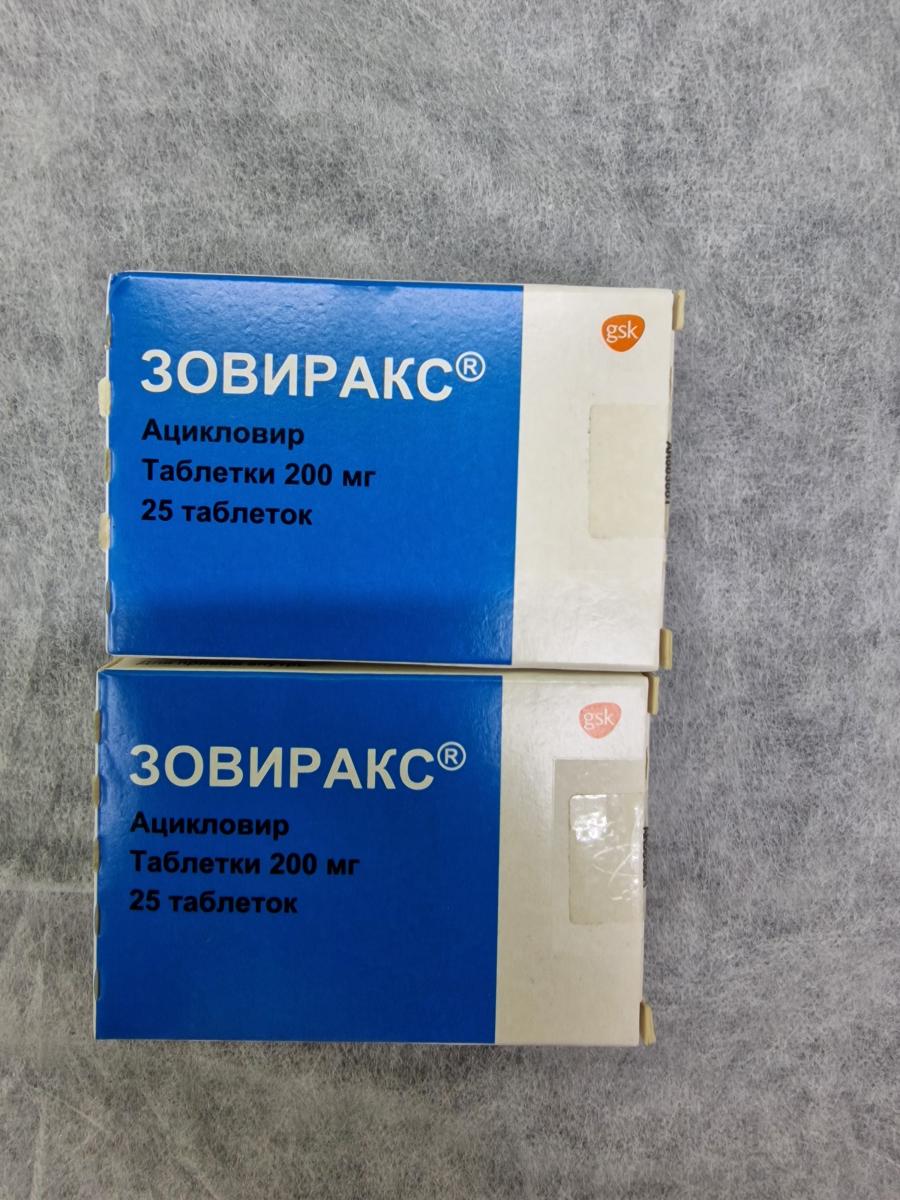 gsk
ЗОВИРАКС®
Ацикловир
Таблетки 200 мг
25 таблеток
gsk
ЗОВИРАКС®
Ацикловир
Таблетки 200 мг
25 таблеток